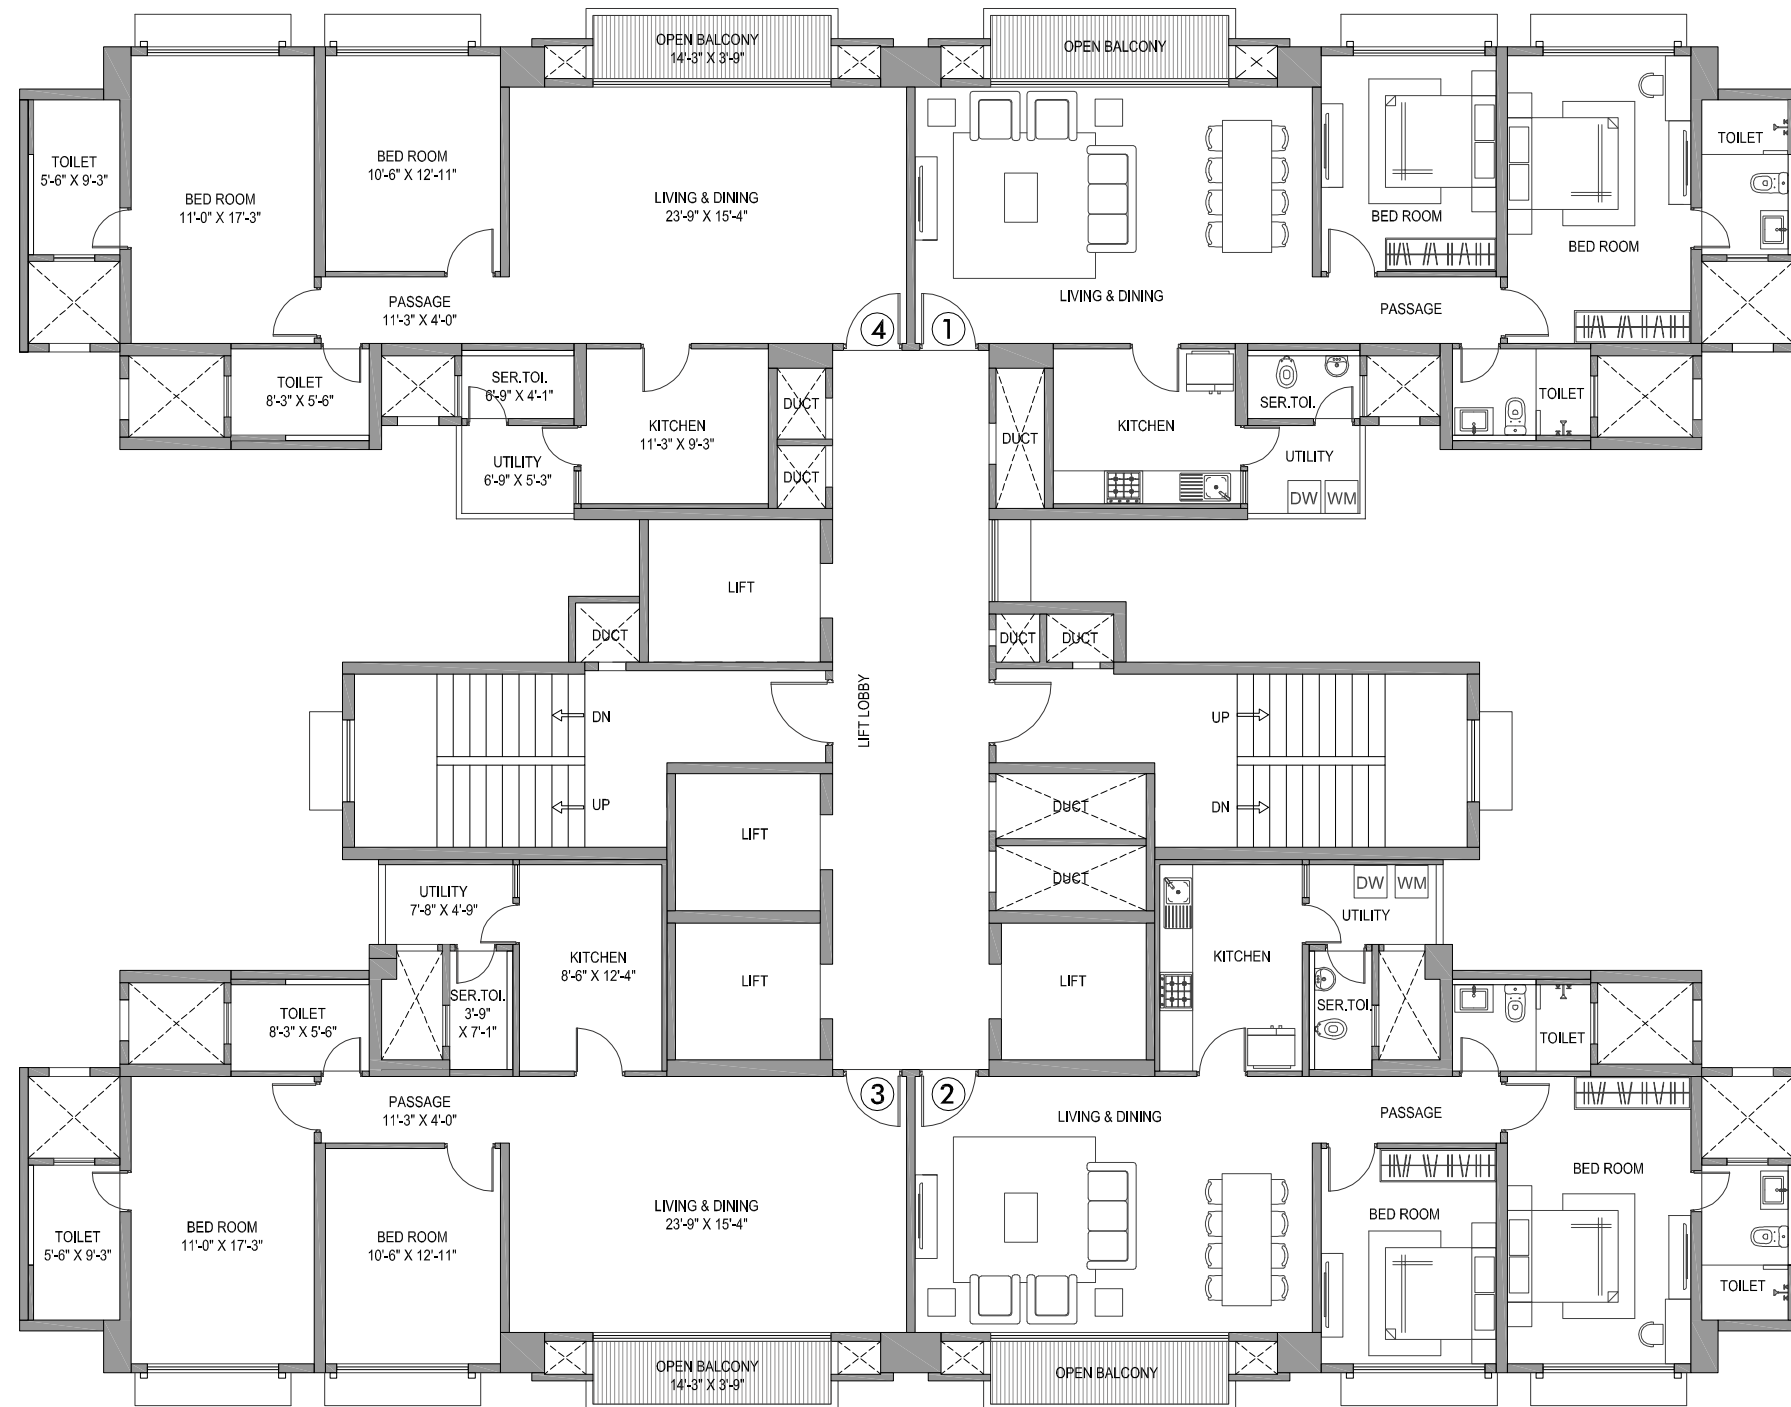 OPEN BALCONY
14'-3" X 3'-9"
OPEN BALCONY
TOILET
5'-6" X 9'-3"
BED ROOM
11'-0" X 17'-3"
BED ROOM
10'-6" X 12'-11"
LIVING & DINING
23'-9" X 15'-4"
PASSAGE
11'-3" X 4'-0"
4
1
LIVING & DINING
BED ROOM
BED ROOM
TOILET
PASSAGE
TOILET
8'-3" X 5'-6"
SER.TOI.
6'-9" X 4'-1"
KITCHEN
11'-3" X 9'-3"
UTILITY
6'-9" X 5'-3"
DUCT
DUCT
DUCT
KITCHEN
SER.TOI.
UTILITY
DW
WM
TOILET
LIFT
DUCT
DUCT
DUCT
LIFT LOBBY
DN
UP
UP
DN
LIFT
DUCT
DUCT
UTILITY
7'-8" X 4'-9"
KITCHEN
8'-6" X 12'-4"
LIFT
LIFT
KITCHEN
DW
WM
UTILITY
SER.TOI.
3'-9"
X 7'-1"
TOILET
8'-3" X 5'-6"
SER.TOI.
TOILET
PASSAGE
11'-3" X 4'-0"
3
2
LIVING & DINING
PASSAGE
TOILET
5'-6" X 9'-3"
BED ROOM
11'-0" X 17'-3"
BED ROOM
10'-6" X 12'-11"
LIVING & DINING
23'-9" X 15'-4"
BED ROOM
BED ROOM
TOILET
OPEN BALCONY
14'-3" X 3'-9"
OPEN BALCONY